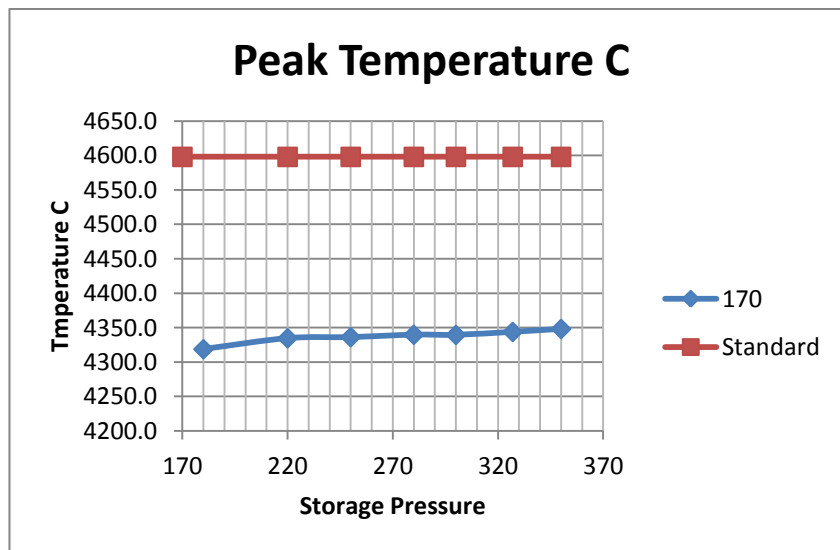 Peak Temperature C
4650.0
4600.0
4550.0
4500.0
4450.0
4400.0
4350.0
4300.0
4250.0
4200.0
Tmperature C
170 220 270 320 370
Storage Pressure
170
Standard